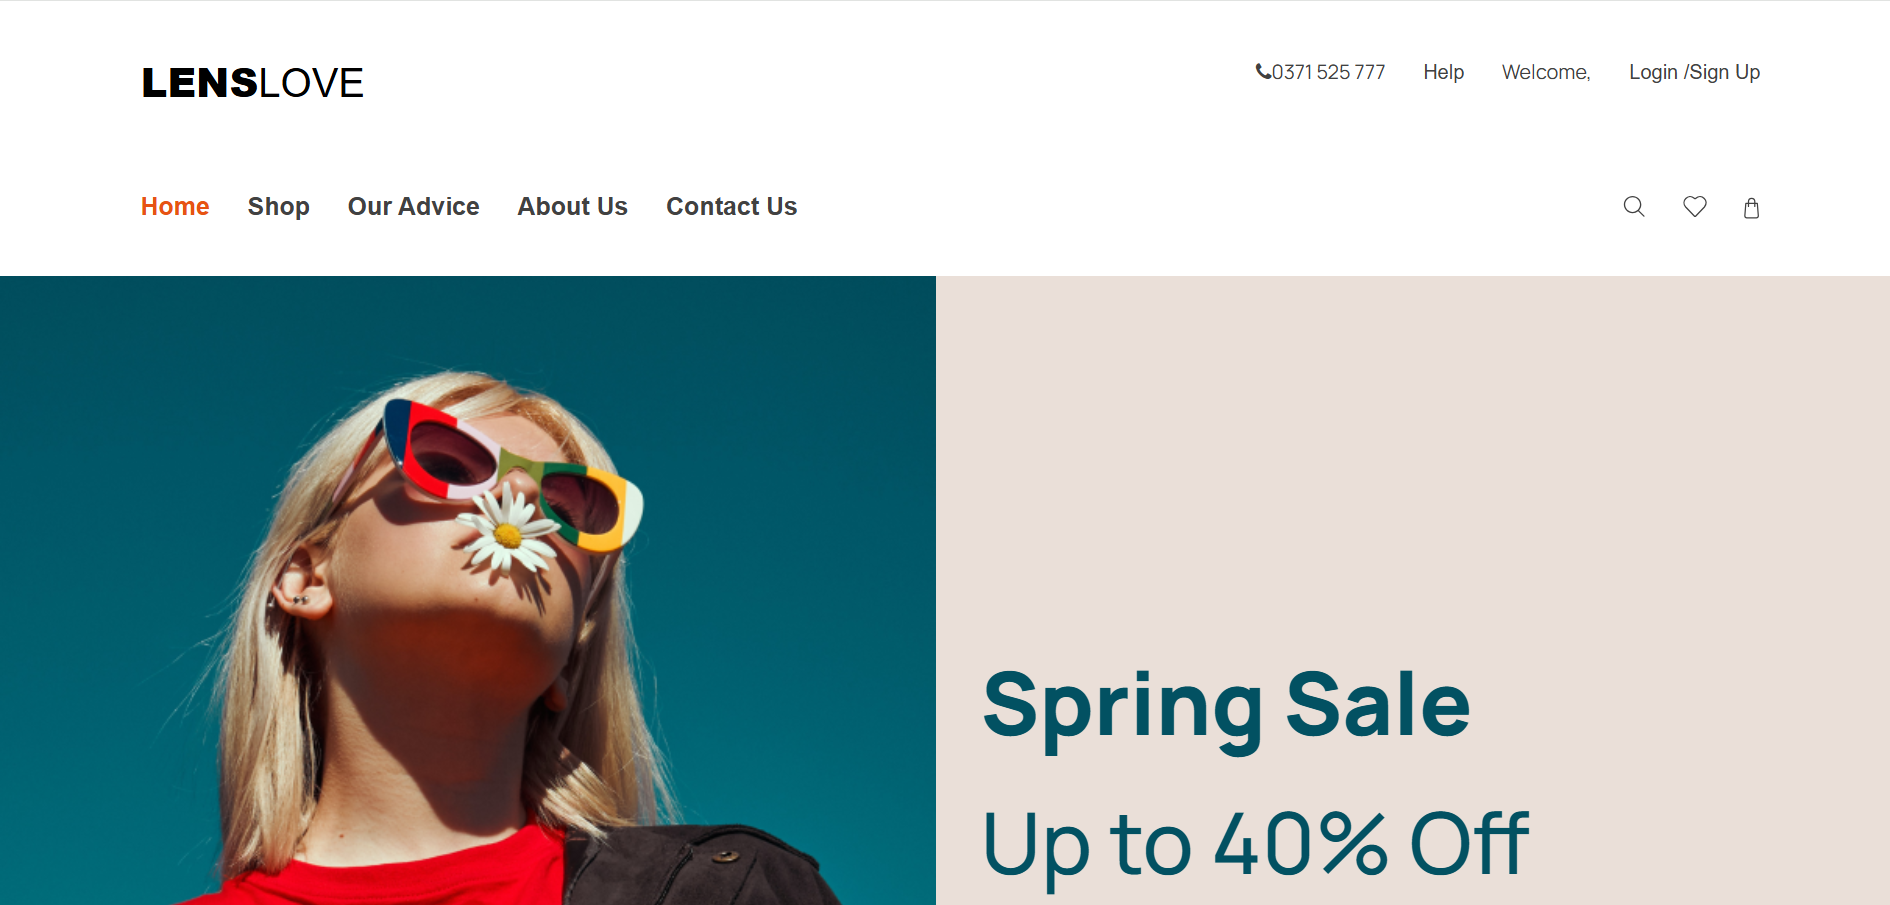 LENSLOVE
0371 525 777 Help Welcome, Login /Sign Up
Home Shop Our Advice About Us Contact Us
Spring Sale
Up to 40% Off